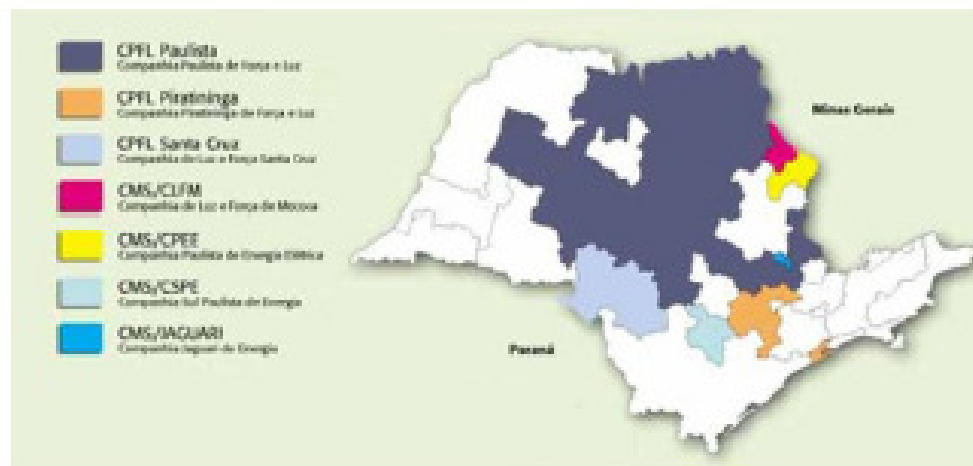 CPFL Paulista
Companhia Paulista de Força e Luz
CPFL Piratininga
Companhia Piratininga de Força e Luz
CPFL Santa Cruz
Companhia de Luz e Força Santa Cruz
CMS/CLFM
Companhia de Luz e Força de Mococa
CMS/CPEE
Companhia Paulista de Energia Elétrica
CMS/CSPE
Companhia Sul Paulista de Energia
CMS/JAGUARI
Companhia Jaguari de Energia
Minas Gerais
Paraná